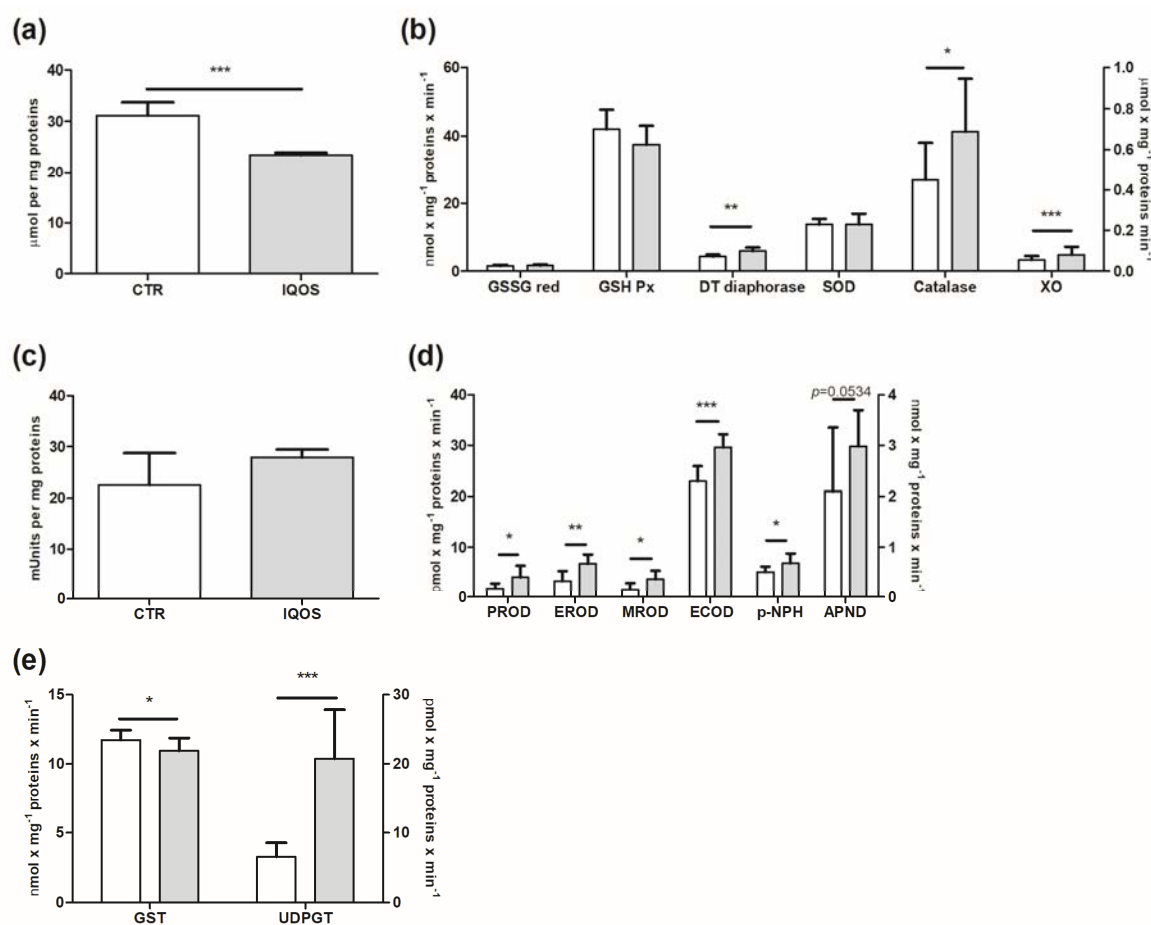 (a)
***
40
30
20
10
0
μmol per mg proteins
CTR
IQOS
(b)
60
40
20
0
nmol x mg-1 proteins x min-1
1.0
0.8
0.6
0.4
0.2
0.0
μmol x mg-1 proteins min-1
**
*
***
GSSG red
GSH Px
DT diaphorase
SOD
Catalase
XO
(c)
40
30
20
10
0
mUnits per mg proteins
CTR
IQOS
(d)
40
30
20
10
0
pmol x mg-1 proteins x min-1
4
3
2
1
0
nmol x mg-1 proteins x min-1
*
**
*
***
*
p=0.0534
PROD
EROD
MROD
ECOD
p-NPH
APND
(e)
15
10
5
0
nmol x mg-1 proteins x min-1
30
20
10
0
pmol x mg-1 proteins x min-1
*
***
GST
UDPGT